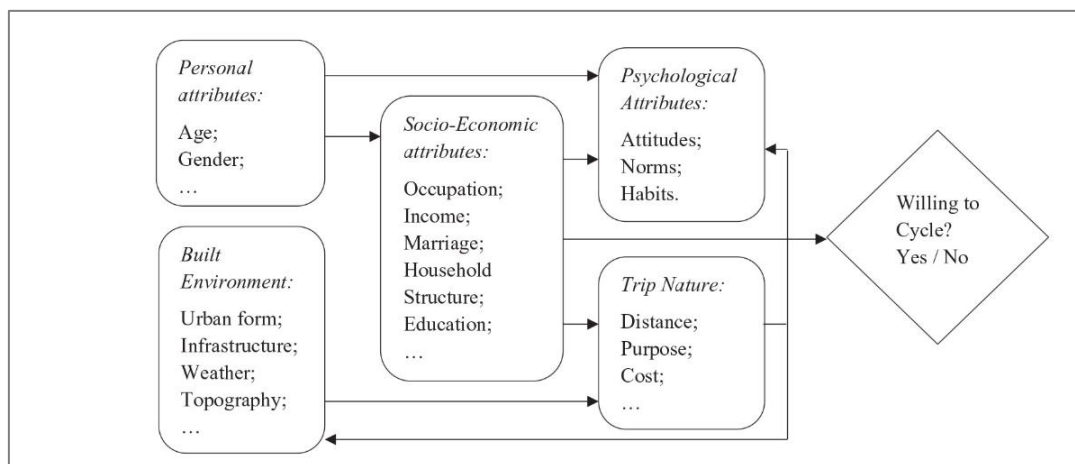 Personal
attributes:
Age;
Gender;
…
Socio-Economic
attributes:
Occupation;
Income;
Marriage;
Household
Structure;
Education;
…
Psychological
Attributes:
Attitudes;
Norms;
Habits.
Built
Environment:
Urban form;
Infrastructure;
Weather;
Topography;
…
Trip Nature:
Distance;
Purpose;
Cost;
…
Willing to
Cycle?
Yes / No